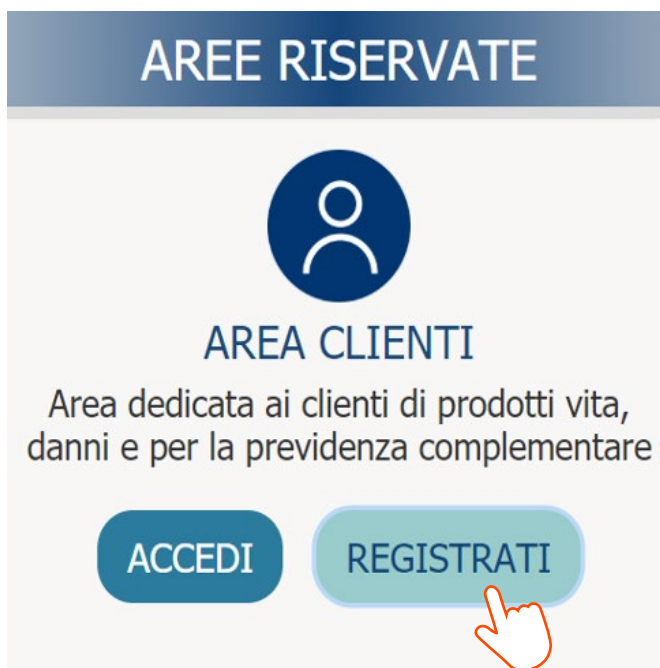 AREE RISERVATE
AREA CLIENTI
Area dedicata ai clienti di prodotti vita,
danni e per la previdenza complementare
ACCEDI REGISTRATI